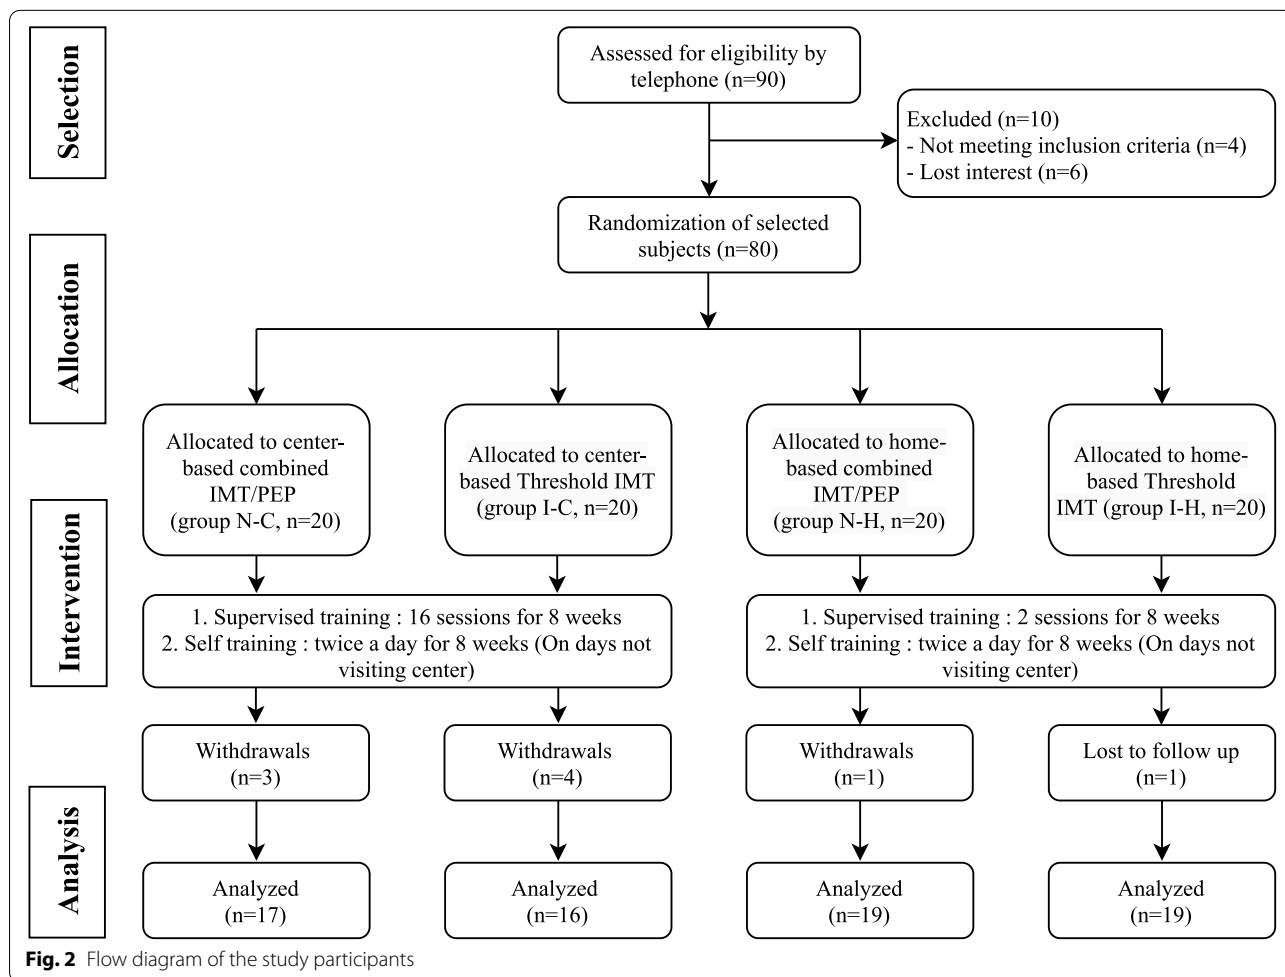 Selection
Assessed for eligibility by
telephone (n=90)
Excluded (n=10)
- Not meeting inclusion criteria (n=4)
- Lost interest (n=6)
Randomization of selected
subjects (n=80)
Allocation
Allocated to center-
based combined
IMT/PEP
(group N-C, n=20)
Allocated to center-
based Threshold IMT
(group I-C, n=20)
Allocated to home-
based combined
IMT/PEP
(group N-H, n=20)
Allocated to home-
based Threshold
IMT (group I-H, n=20)
Intervention
1. Supervised training : 16 sessions for 8 weeks
2. Self training : twice a day for 8 weeks (On days not
visiting center)
1. Supervised training : 2 sessions for 8 weeks
2. Self training : twice a day for 8 weeks (On days not
visiting center)
Withdrawals
(n=3)
Withdrawals
(n=4)
Withdrawals
(n=1)
Lost to follow up
(n=1)
Analysis
Analyzed
(n=17)
Analyzed
(n=16)
Analyzed
(n=19)
Analyzed
(n=19)
Fig. 2 Flow diagram of the study participants